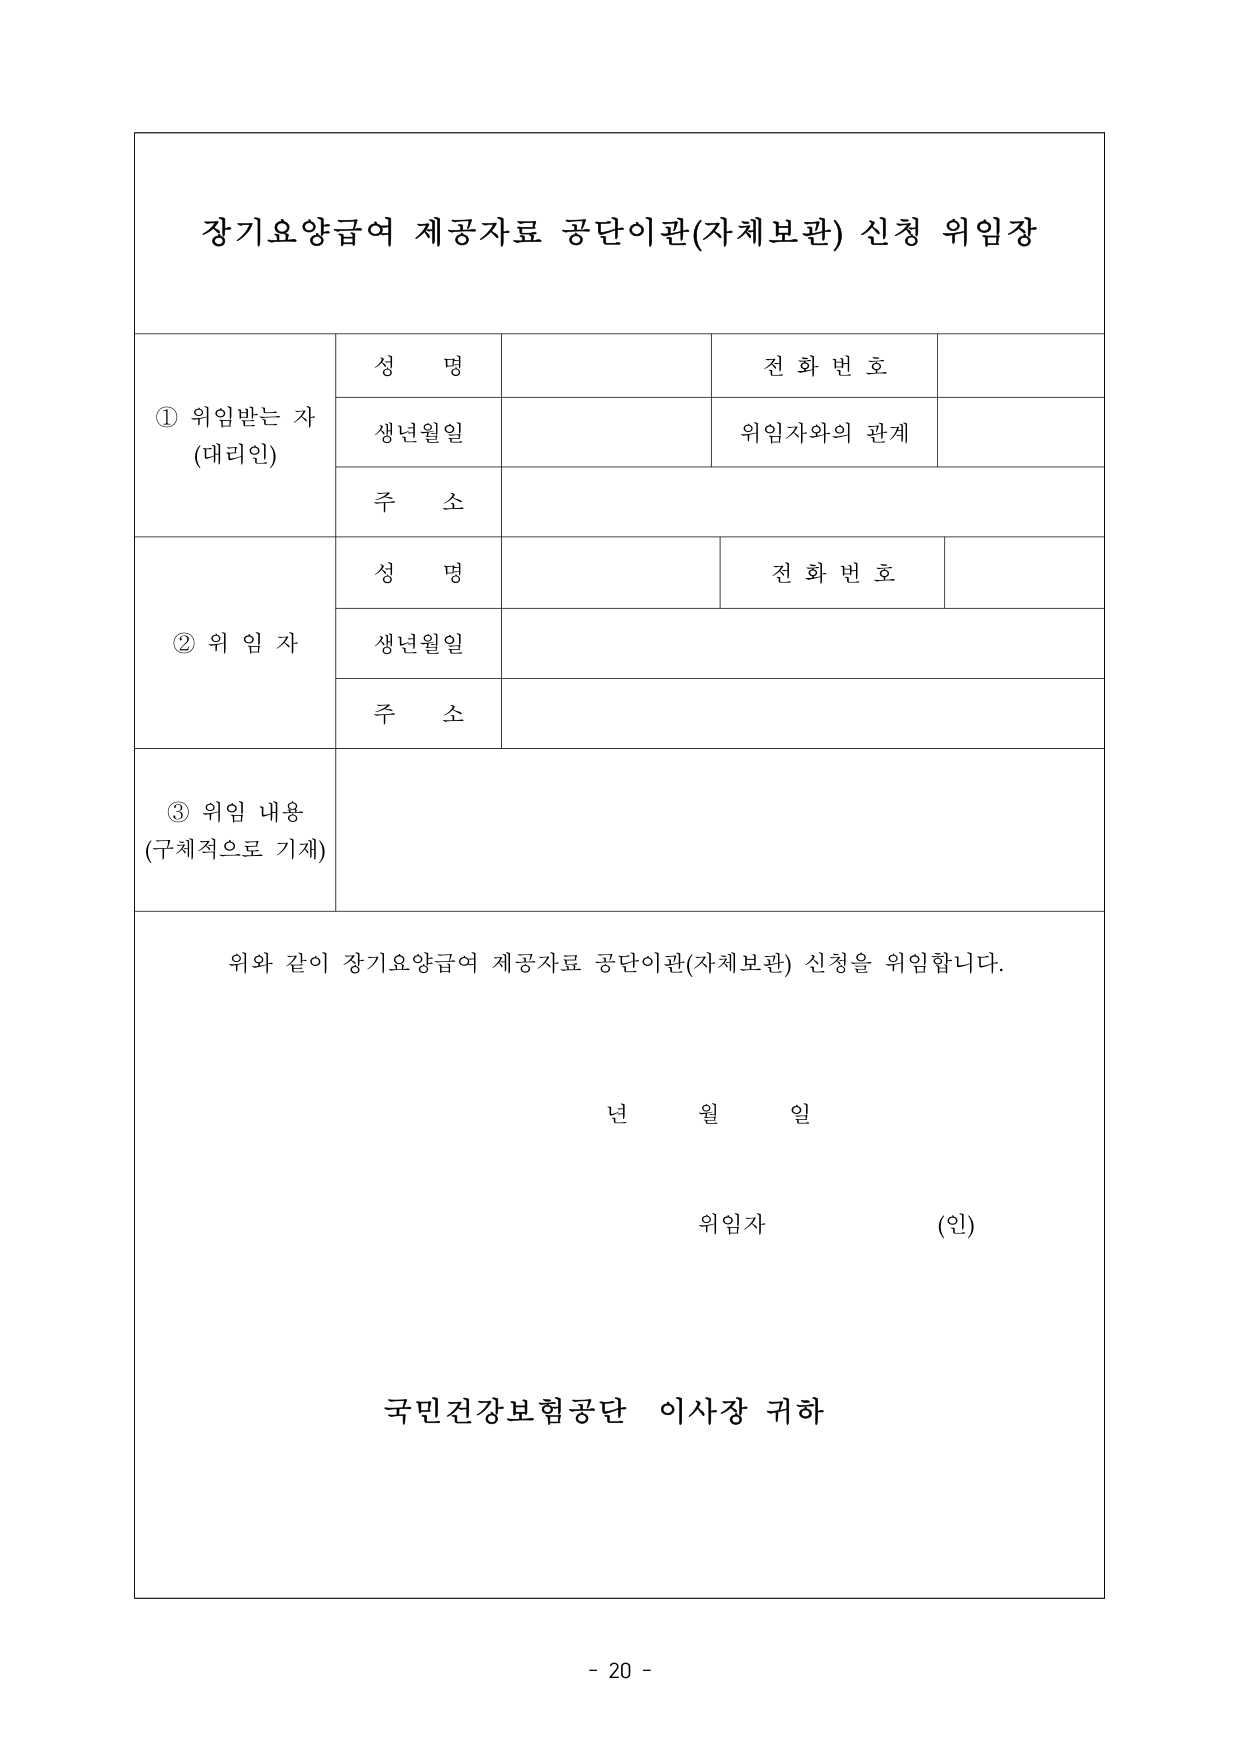 장기요양급여 제공자료 공단이관(자체보관) 신청 위임장
① 위임받는 자
(대리인)
성 명
전 화 번 호
생년월일
위임자와의 관계
주 소
② 위 임 자
성 명
전 화 번 호
생년월일
주 소
③ 위임 내용
(구체적으로 기재)
위와 같이 장기요양급여 제공자료 공단이관(자체보관) 신청을 위임합니다.
년 월 일
위임자 (인)
국민건강보험공단 이사장 귀하
- 20 -